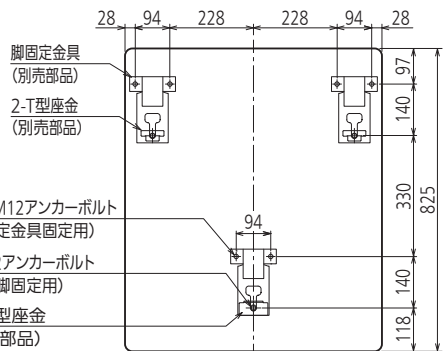 28 94 228 228 94 28
脚固定金具
(別売部品)
2-T型座金
(別売部品)
97
140
330
825
140
118
94
M12アンカーボルト
定金具固定用)
アンカーボルト
脚固定用)
型座金
部品)